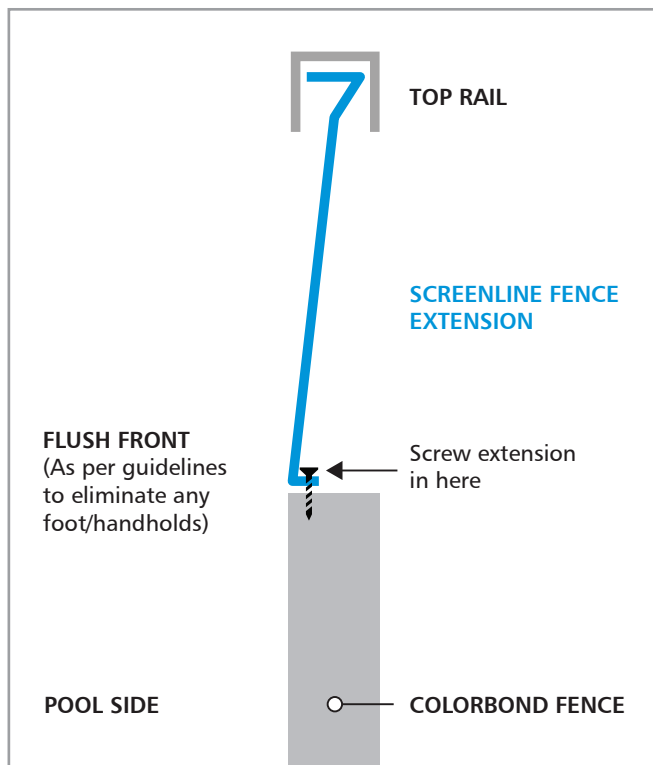 TOP RAIL
SCREENLINE FENCE
EXTENSION
FLUSH FRONT
(As per guidelines
to eliminate any
foot/handholds)
Screw extension
in here
POOL SIDE
COLORBOND FENCE